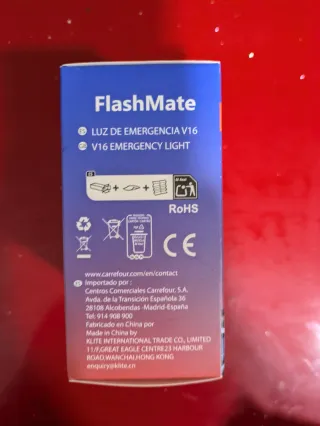 FlashMate
ES LUZ DE EMERGENCIA V16
GB V16 EMERGENCY LIGHT
RoHS
CE
www.carrefour.com/en/contact
ES Importado por :
Centros Comerciales Carrefour, S.A.
Avda. de la Transición Española 36
28108 Alcobendas -Madrid-España
Tel: 914 908 900
Fabricado en China por
Made in China by
KLITE INTERNATIONAL TRADE CO., LIMITED
11/F,GREAT EAGLE CENTRE23 HARBOUR
ROAD,WANCHAI,HONG KONG
enquiry@klite.cn